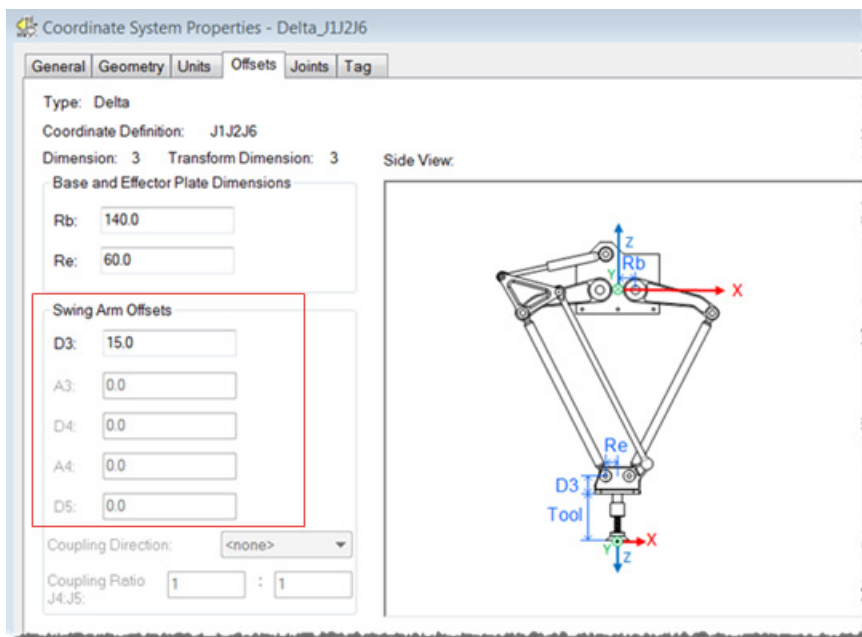 Coordinate System Properties - Delta_J1J2J6
General Geometry Units Offsets Joints Tag
Type: Delta
Coordinate Definition: J1J2J6
Dimension: 3 Transform Dimension: 3
Side View:
Base and Effector Plate Dimensions
Rb: 140.0
Re: 60.0
Swing Arm Offsets
D3: 15.0
A3: 0.0
D4: 0.0
A4: 0.0
D5: 0.0
Coupling Direction: <none>
Coupling Ratio
J4:J5: 1 : 1
Z
Rb
Y
X
Re
D3
Tool
Y
X
Z